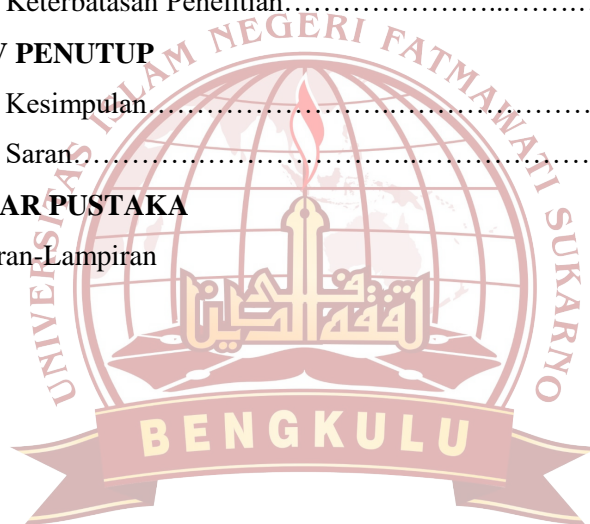 Keterbatasan Penelitian…………………...…….…
V PENUTUP
Kesimpulan…………………….…….………………
Saran……….…………………...…………………
AR PUSTAKA
ran-Lampiran
UNIVERSITAS ISLAM NEGERI FATMAWATI SUKARNO
BENGKULU